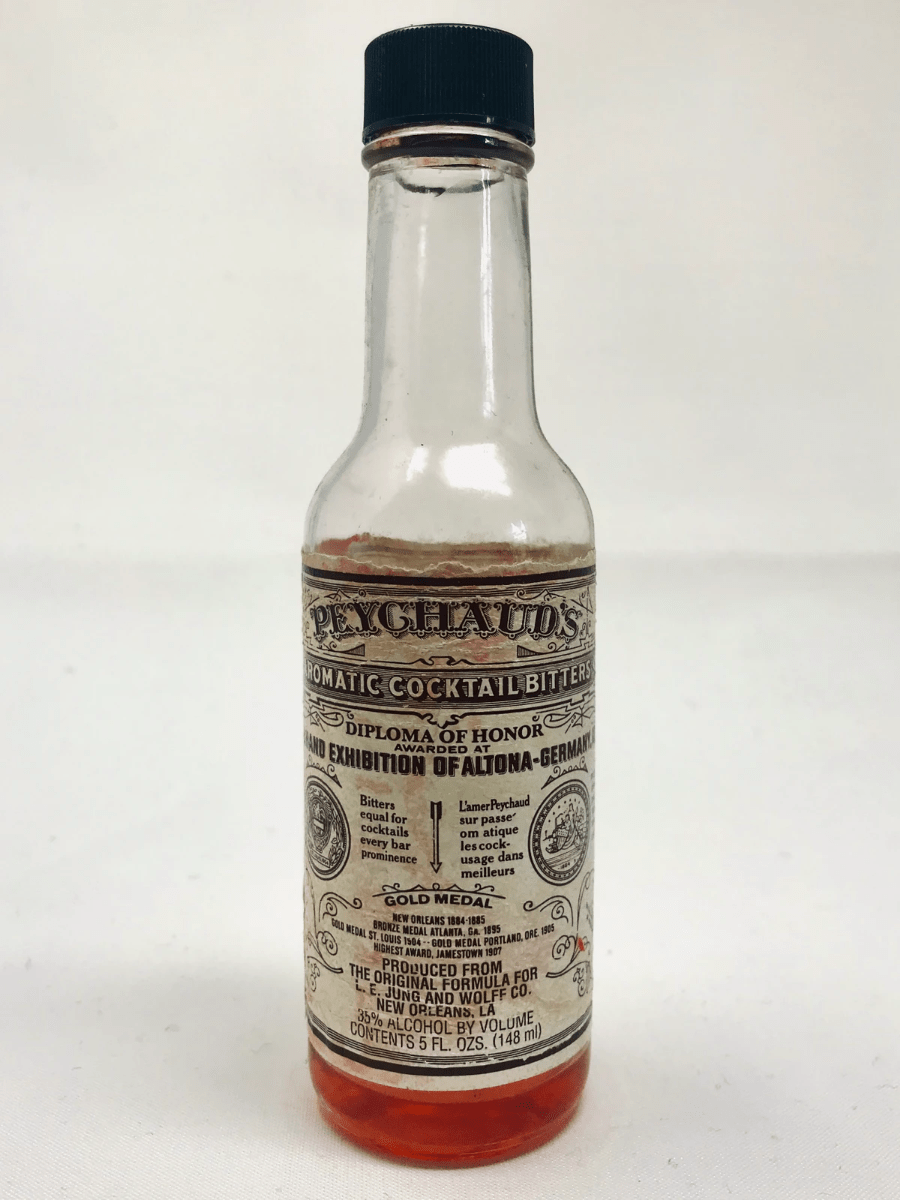 PEYCHAUD'S
ROMATIC COCKTAIL BITTERS
DIPLOMA OF HONOR
AWARDED AT
EXHIBITION OF ALTONA-GERMANY
Bitters
equal for
cocktails
every bar
prominence
L'amer Peychaud
sur passe
om atique
les cock-
usage dans
meilleurs
GOLD MEDAL
NEW ORLEANS 1884-1885
BRONZE MEDAL ATLANTA, GA. 1895
GOLD MEDAL ST. LOUIS 1904 -- GOLD MEDAL PORTLAND, ORE. 1905
HIGHEST AWARD, JAMESTOWN 1907
PRODUCED FROM
THE ORIGINAL FORMULA FOR
L. E. JUNG AND WOLFF CO.
NEW ORLEANS, LA
35% ALCOHOL BY VOLUME
CONTENTS 5 FL. OZS. (148 ml)